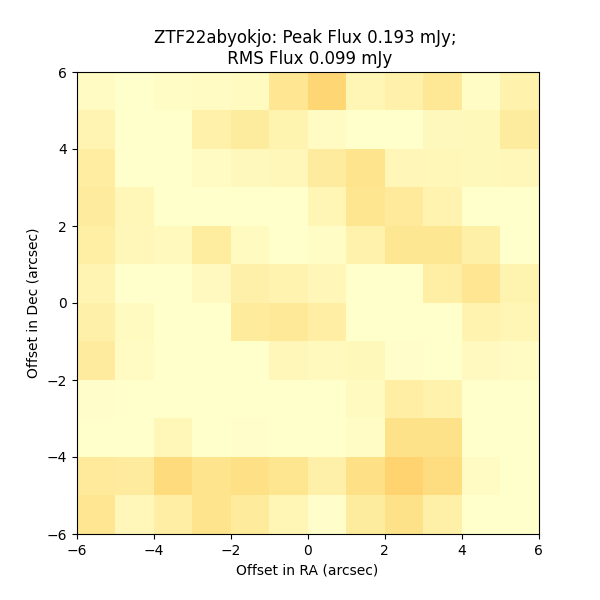 ZTF22abyokjo: Peak Flux 0.193 mJy;
RMS Flux 0.099 mJy
6
4
2
0
−2
−4
−6
Offset in Dec (arcsec)
−6 −4 −2 0 2 4 6
Offset in RA (arcsec)